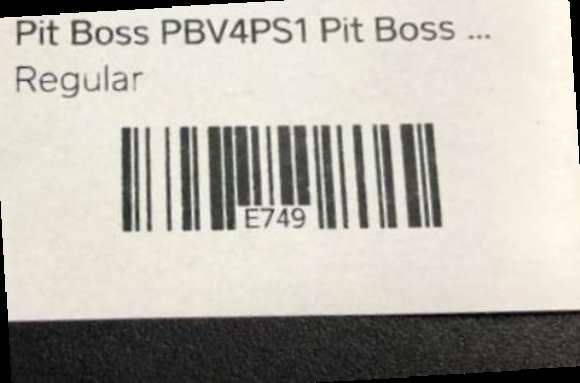 Pit Boss PBV4PS1 Pit Boss ...
Regular
E749